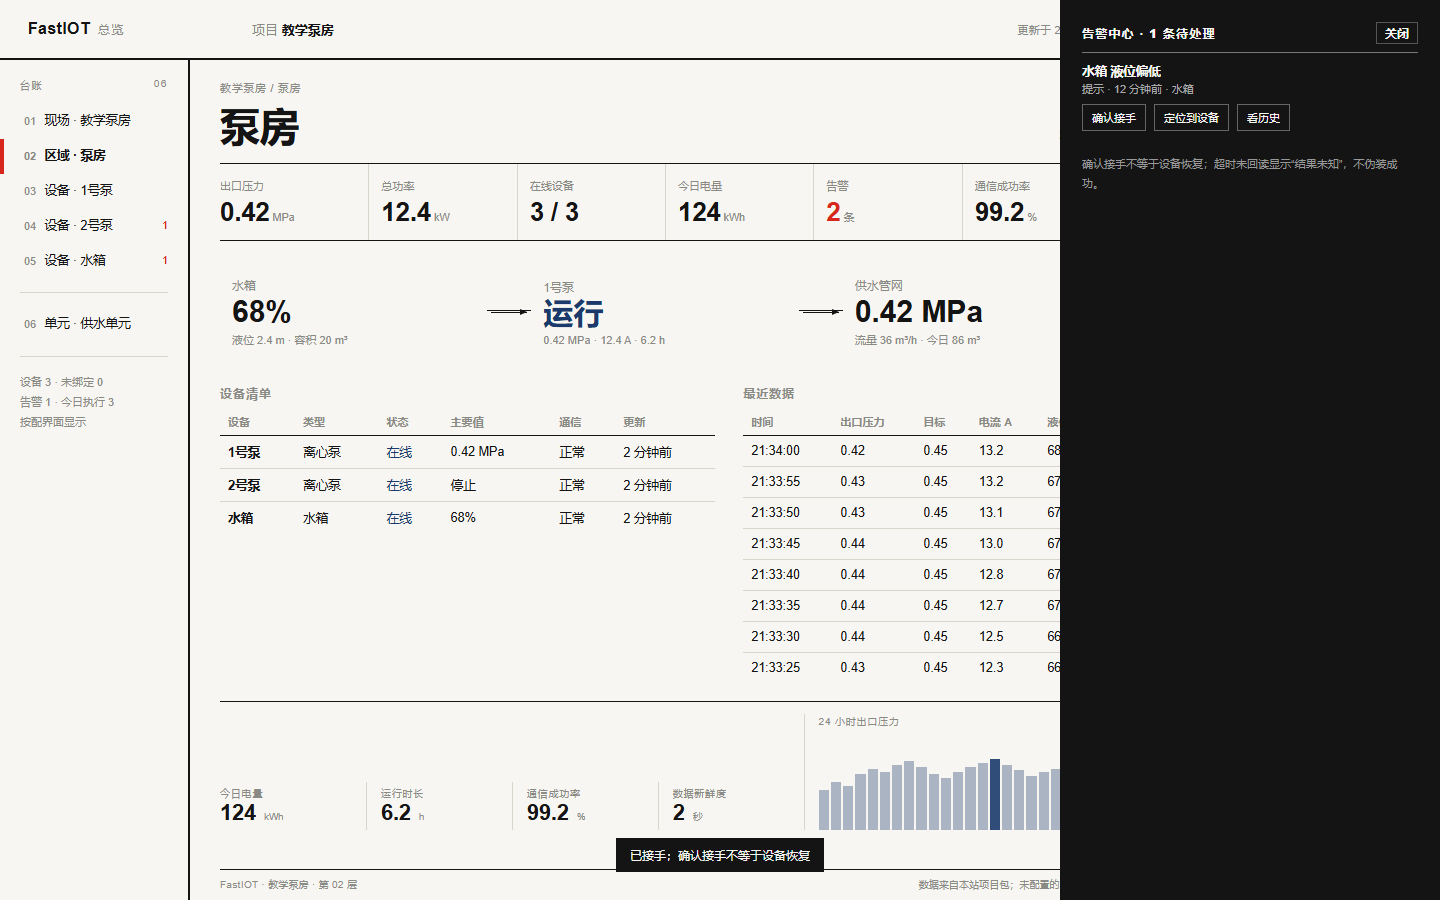 FastIOT 总览
项目 教学泵房
更新于 2
台账 06
01 现场 · 教学泵房
02 区域 · 泵房
03 设备 · 1号泵
04 设备 · 2号泵 1
05 设备 · 水箱 1
06 单元 · 供水单元
设备 3 · 未绑定 0
告警 1 · 今日执行 3
按配界面显示
教学泵房 / 泵房
泵房
出口压力 总功率 在线设备 今日电量 告警 通信成功率
0.42 MPa 12.4 kW 3 / 3 124 kWh 2 条 99.2 %
水箱
68%
液位 2.4 m · 容积 20 m³
1号泵
运行
0.42 MPa · 12.4 A · 6.2 h
供水管网
0.42 MPa
流量 36 m³/h · 今日 86 m³
设备清单
设备 类型 状态 主要值 通信 更新
1号泵 离心泵 在线 0.42 MPa 正常 2 分钟前
2号泵 离心泵 在线 停止 正常 2 分钟前
水箱 水箱 在线 68% 正常 2 分钟前
最近数据
时间 出口压力 目标 电流 A
21:34:00 0.42 0.45 13.2 68
21:33:55 0.43 0.45 13.2 67
21:33:50 0.43 0.45 13.1 67
21:33:45 0.44 0.45 13.0 67
21:33:40 0.44 0.45 12.8 67
21:33:35 0.44 0.45 12.7 67
21:33:30 0.44 0.45 12.5 66
21:33:25 0.43 0.45 12.3 66
今日电量 运行时长 通信成功率 数据新鲜度
124 kWh 6.2 h 99.2 % 2 秒
24 小时出口压力
已接手；确认接手不等于设备恢复
FastIOT · 教学泵房 · 第 02 层
数据来自本站项目包；未配置的
告警中心 · 1 条待处理 关闭
水箱 液位偏低
提示 · 12 分钟前 · 水箱
确认接手 定位到设备 看历史
确认接手不等于设备恢复；超时未回读显示“结果未知”，不伪装成
功。